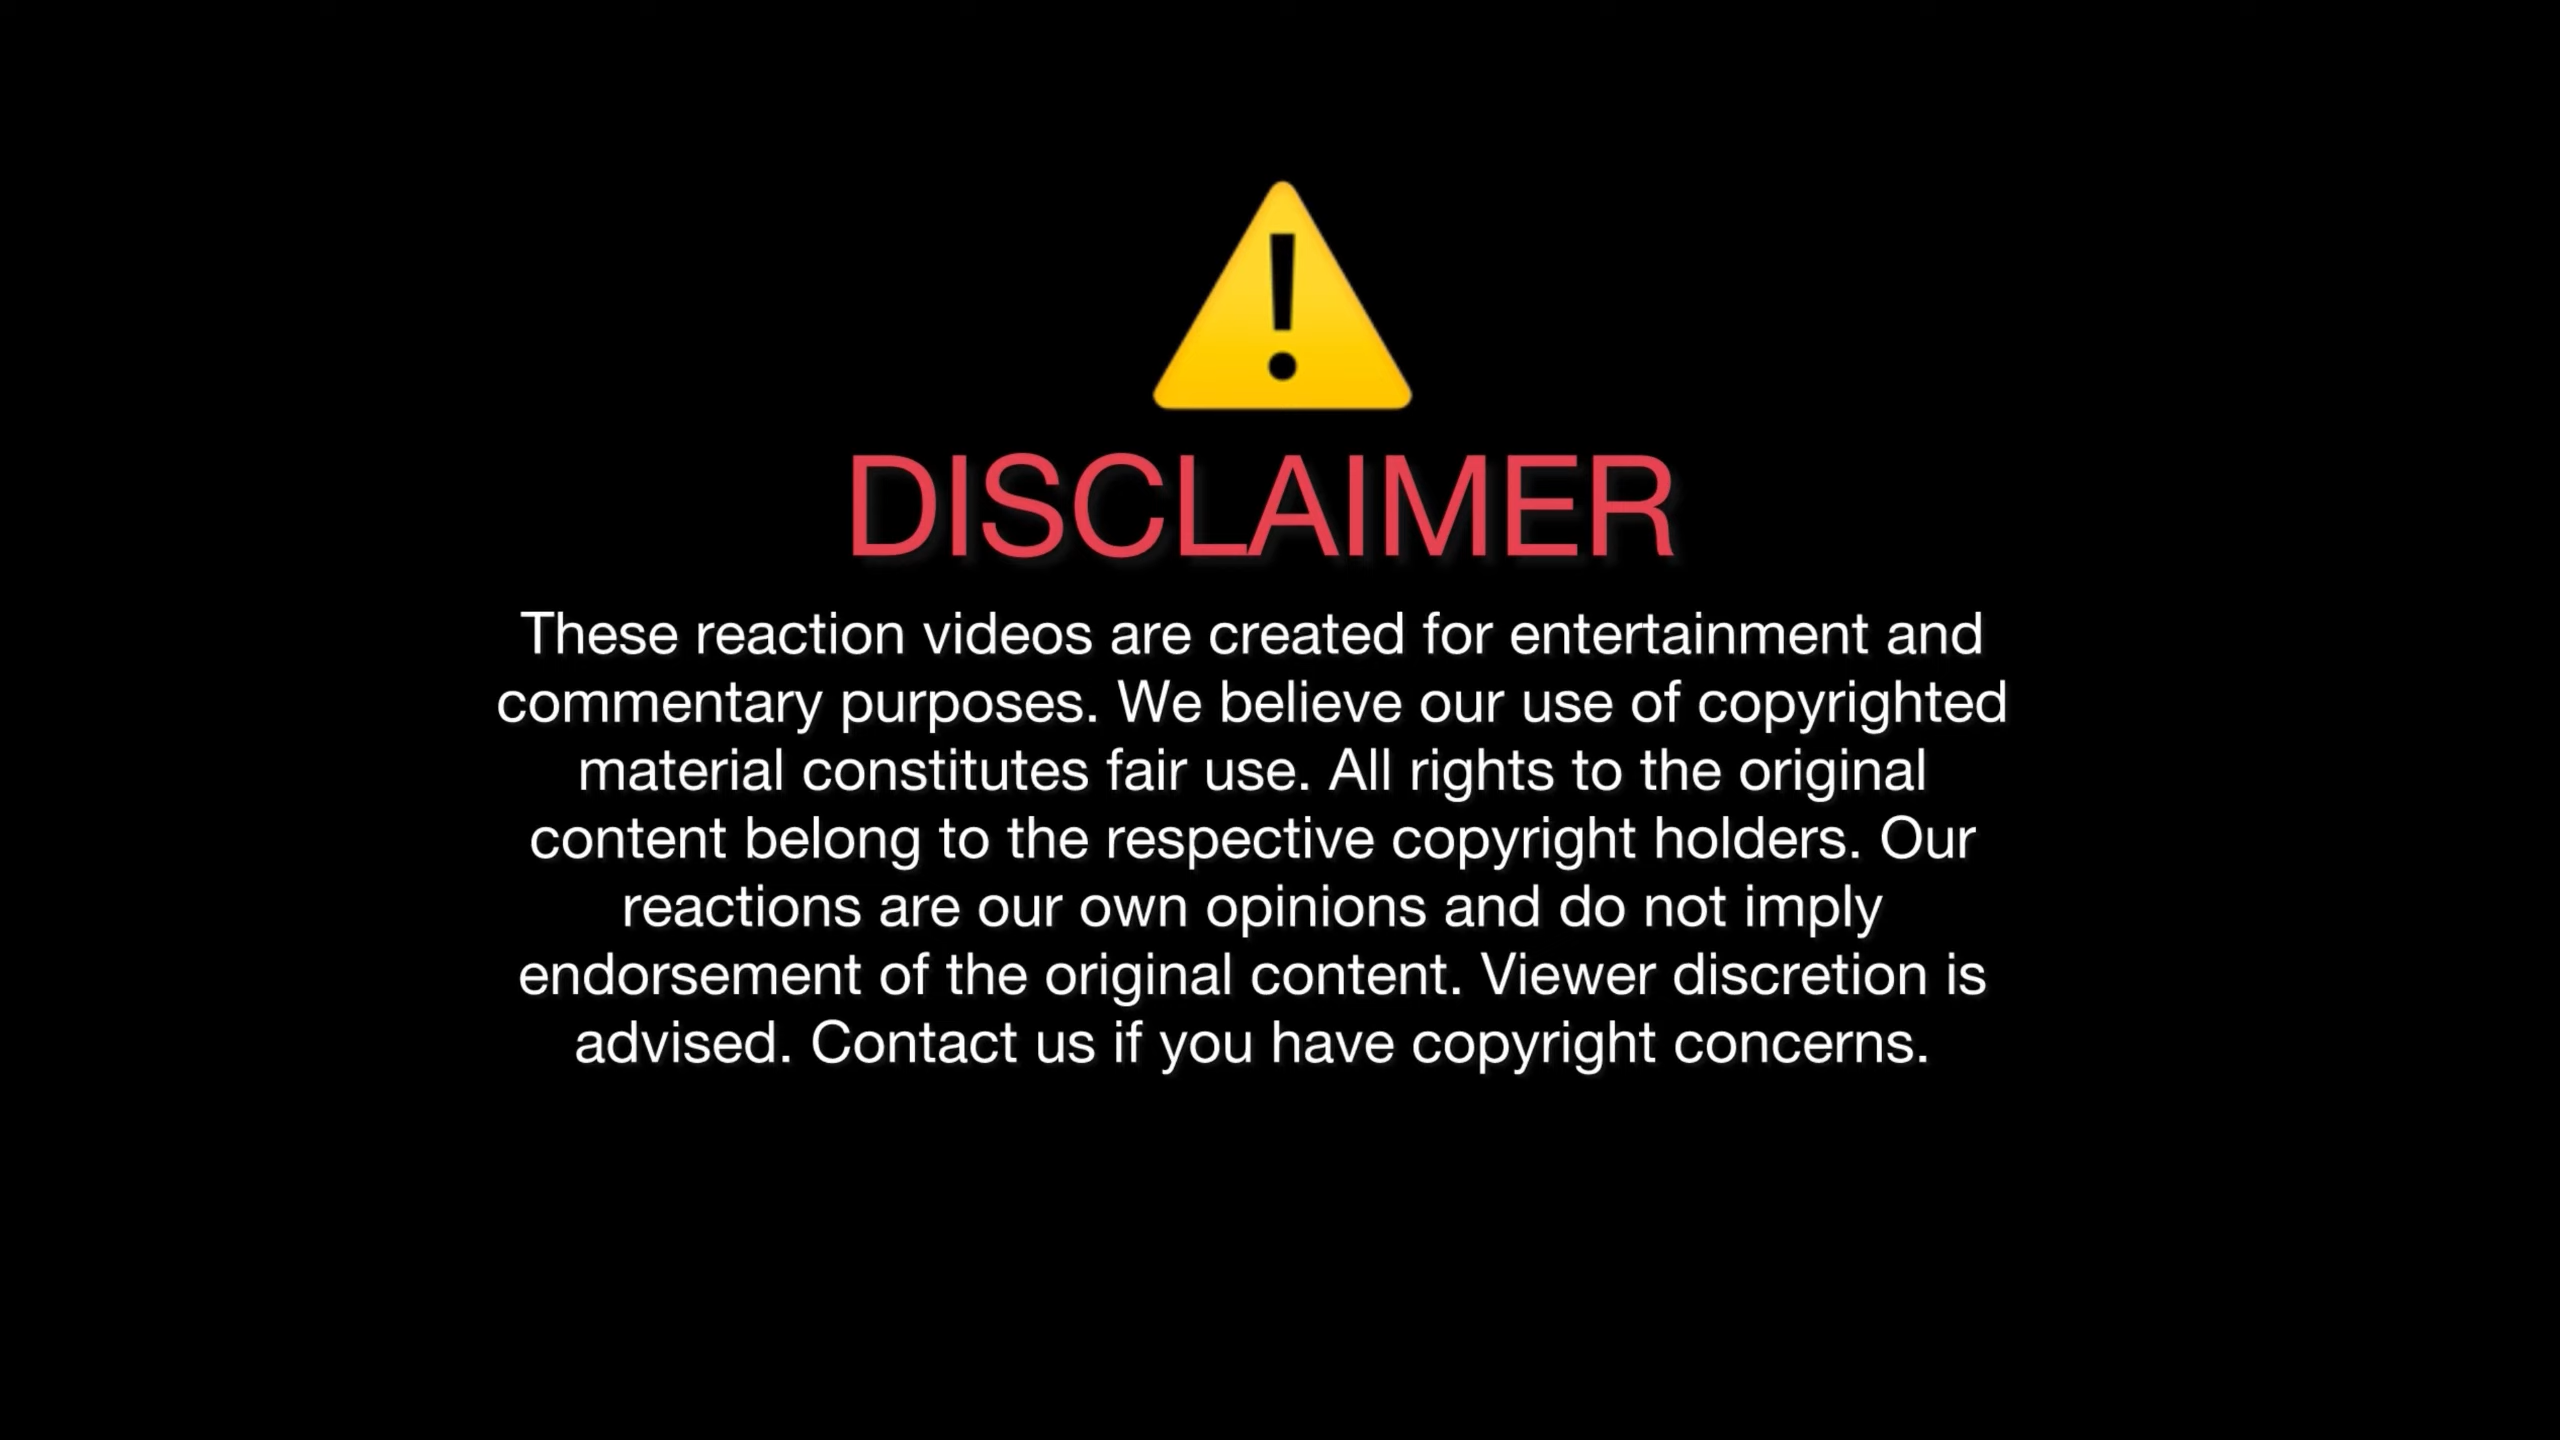 DISCLAIMER
These reaction videos are created for entertainment and
commentary purposes. We believe our use of copyrighted
material constitutes fair use. All rights to the original
content belong to the respective copyright holders. Our
reactions are our own opinions and do not imply
endorsement of the original content. Viewer discretion is
advised. Contact us if you have copyright concerns.